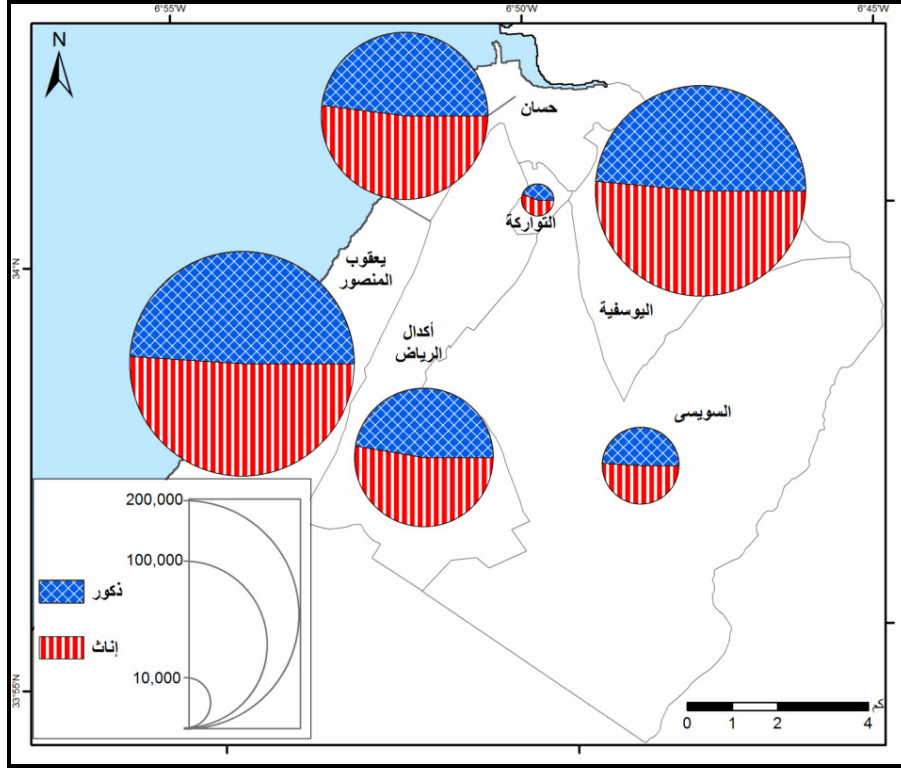 6°55'W
6°50'W
6°45'W
N
حسان
التواركة
يعقوب
المنصور
34°N
اليوسفية
أكدال
الرياض
السويسى
200,000
100,000
ذكور
إناث
10,000
33°55'N
كم
0 1 2 4